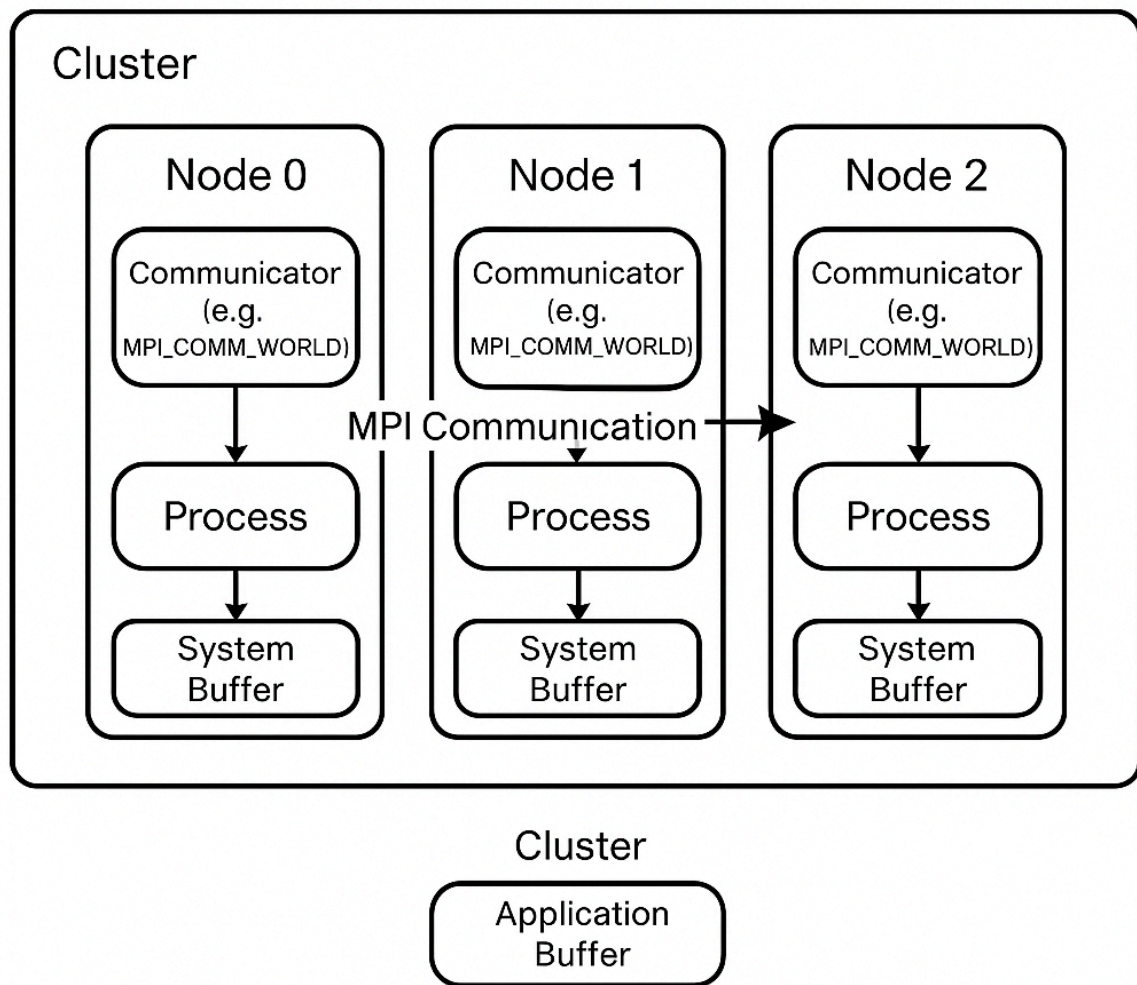 Cluster
Node 0
Communicator
(e.g.
MPI_COMM_WORLD)
Process
System
Buffer
Node 1
Communicator
(e.g.
MPI_COMM_WORLD)
MPI Communication
Process
System
Buffer
Node 2
Communicator
(e.g.
MPI_COMM_WORLD)
Process
System
Buffer
Cluster
Application
Buffer